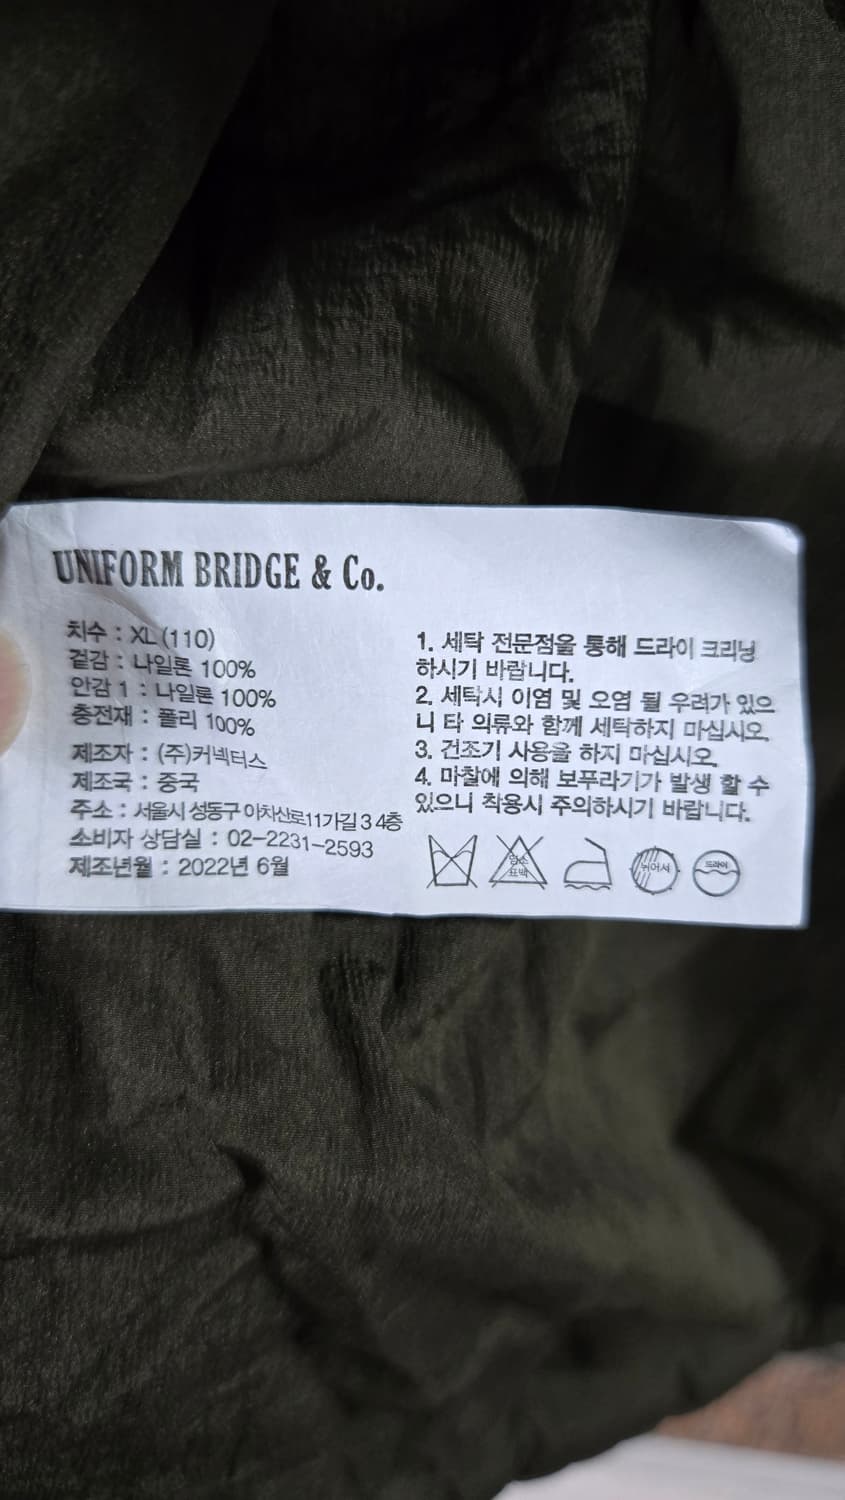 UNIFORM BRIDGE & Co.
치수 : XL (110)
겉감 : 나일론 100%
안감 1 : 나일론 100%
충전재 : 폴리 100%
제조자 : (주)커넥터스
제조국 : 중국
주소 : 서울시 성동구 아차산로11가길 3 4층
소비자 상담실 : 02-2231-2593
제조년월 : 2022년 6월
1. 세탁 전문점을 통해 드라이 크리닝
하시기 바랍니다.
2. 세탁시 이염 및 오염 될 우려가 있으
니 타 의류와 함께 세탁하지 마십시오.
3. 건조기 사용을 하지 마십시오.
4. 마찰에 의해 보푸라기가 발생 할 수
있으니 착용시 주의하시기 바랍니다.
염소
표백
뉘어서
드라이